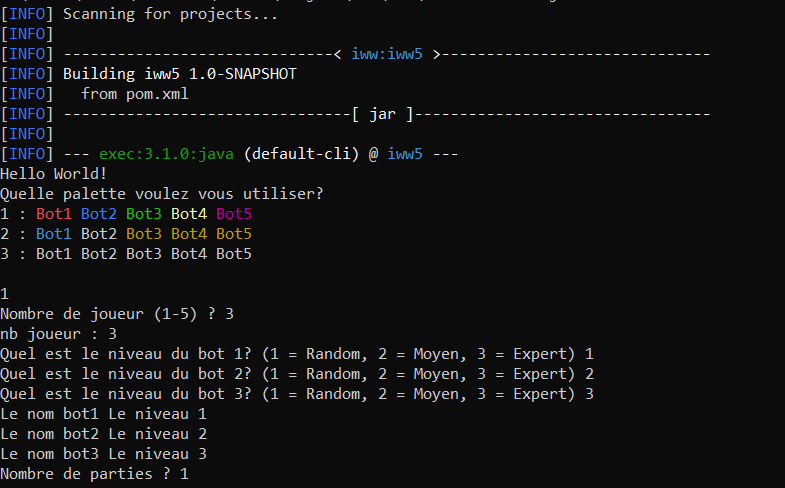 [INFO] Scanning for projects...
[INFO]
[INFO] ------------------------------< iww:iww5 >------------------------------
[INFO] Building iww5 1.0-SNAPSHOT
[INFO]   from pom.xml
[INFO] --------------------------------[ jar ]---------------------------------
[INFO]
[INFO] --- exec:3.1.0:java (default-cli) @ iww5 ---
Hello World!
Quelle palette voulez vous utiliser?
1 : Bot1 Bot2 Bot3 Bot4 Bot5
2 : Bot1 Bot2 Bot3 Bot4 Bot5
3 : Bot1 Bot2 Bot3 Bot4 Bot5
1
Nombre de joueur (1-5) ? 3
nb joueur : 3
Quel est le niveau du bot 1? (1 = Random, 2 = Moyen, 3 = Expert) 1
Quel est le niveau du bot 2? (1 = Random, 2 = Moyen, 3 = Expert) 2
Quel est le niveau du bot 3? (1 = Random, 2 = Moyen, 3 = Expert) 3
Le nom bot1 Le niveau 1
Le nom bot2 Le niveau 2
Le nom bot3 Le niveau 3
Nombre de parties ? 1